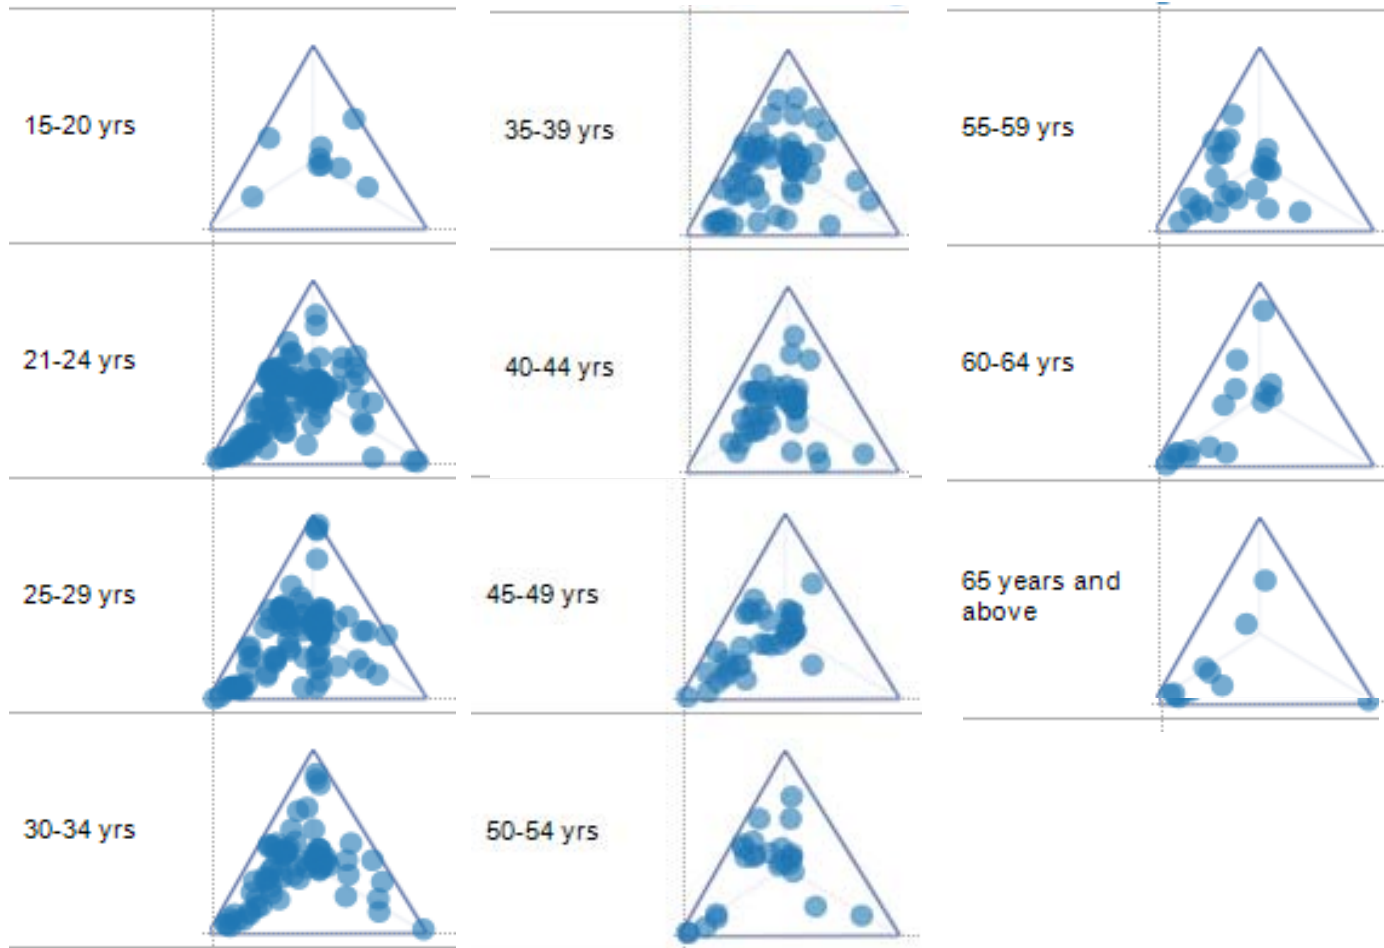 15-20 yrs
21-24 yrs
25-29 yrs
30-34 yrs
35-39 yrs
40-44 yrs
45-49 yrs
50-54 yrs
55-59 yrs
60-64 yrs
65 years and
above